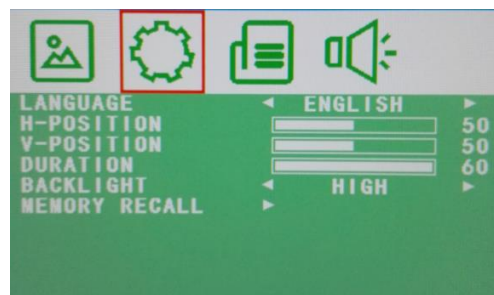 LANGUAGE ENGLISH
H-POSITION 50
V-POSITION 50
DURATION 60
BACKLIGHT HIGH
MEMORY RECALL